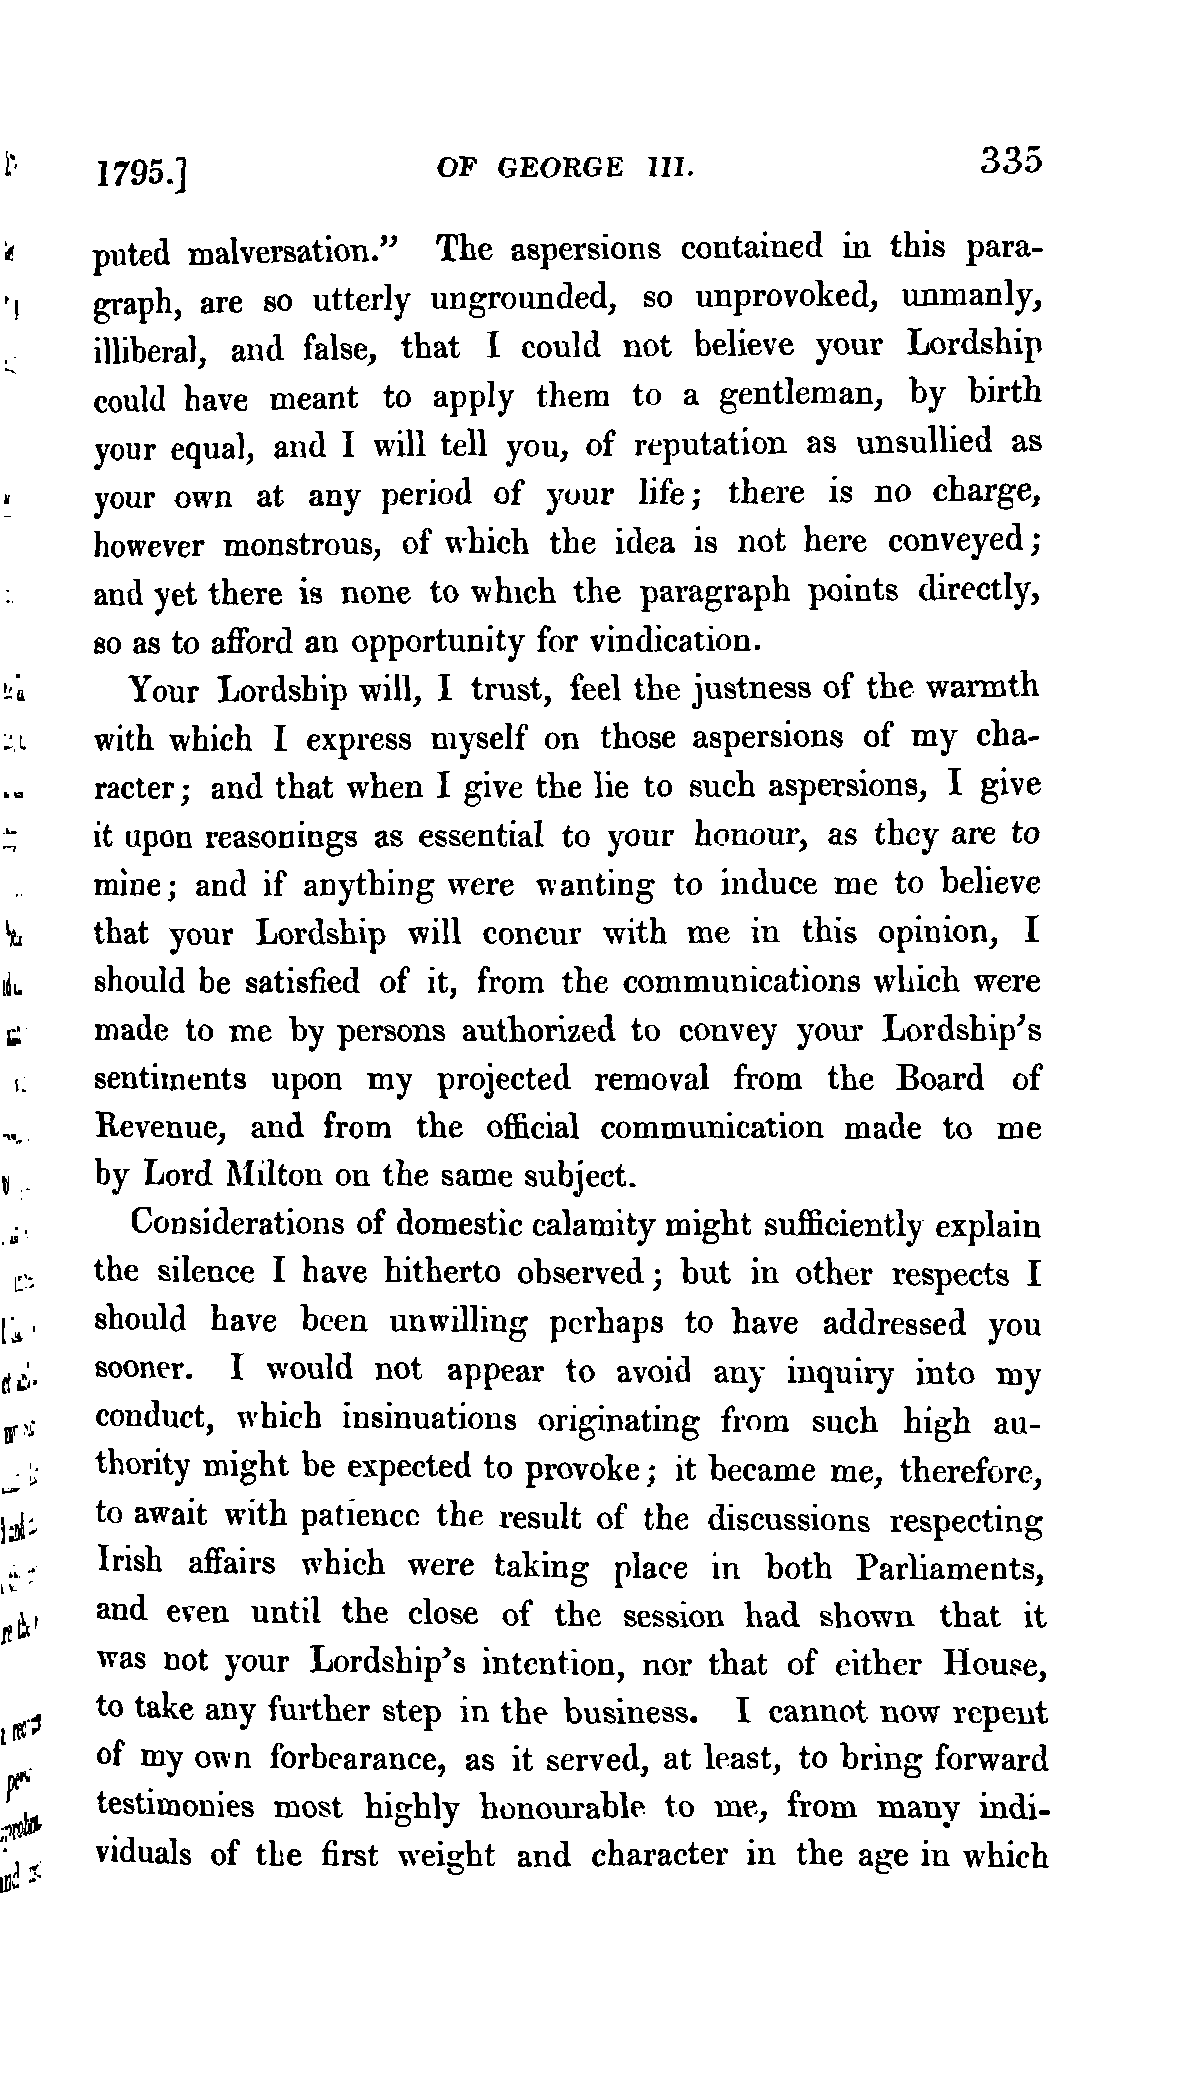 1795.] OF GEORGE III. 335
puted malversation.” The aspersions contained in this para-
graph, are so utterly ungrounded, so unprovoked, unmanly,
illiberal, and false, that I could not believe your Lordship
could have meant to apply them to a gentleman, by birth
your equal, and I will tell you, of reputation as unsullied as
your own at any period of your life; there is no charge,
however monstrous, of which the idea is not here conveyed;
and yet there is none to which the paragraph points directly,
so as to afford an opportunity for vindication.
Your Lordship will, I trust, feel the justness of the warmth
with which I express myself on those aspersions of my cha-
racter; and that when I give the lie to such aspersions, I give
it upon reasonings as essential to your honour, as they are to
mine; and if anything were wanting to induce me to believe
that your Lordship will concur with me in this opinion, I
should be satisfied of it, from the communications which were
made to me by persons authorized to convey your Lordship’s
sentiments upon my projected removal from the Board of
Revenue, and from the official communication made to me
by Lord Milton on the same subject.
Considerations of domestic calamity might sufficiently explain
the silence I have hitherto observed; but in other respects I
should have been unwilling perhaps to have addressed you
sooner. I would not appear to avoid any inquiry into my
conduct, which insinuations originating from such high au-
thority might be expected to provoke; it became me, therefore,
to await with patience the result of the discussions respecting
Irish affairs which were taking place in both Parliaments,
and even until the close of the session had shown that it
was not your Lordship’s intention, nor that of either House,
to take any further step in the business. I cannot now repent
of my own forbearance, as it served, at least, to bring forward
testimonies most highly honourable to me, from many indi-
viduals of the first weight and character in the age in which